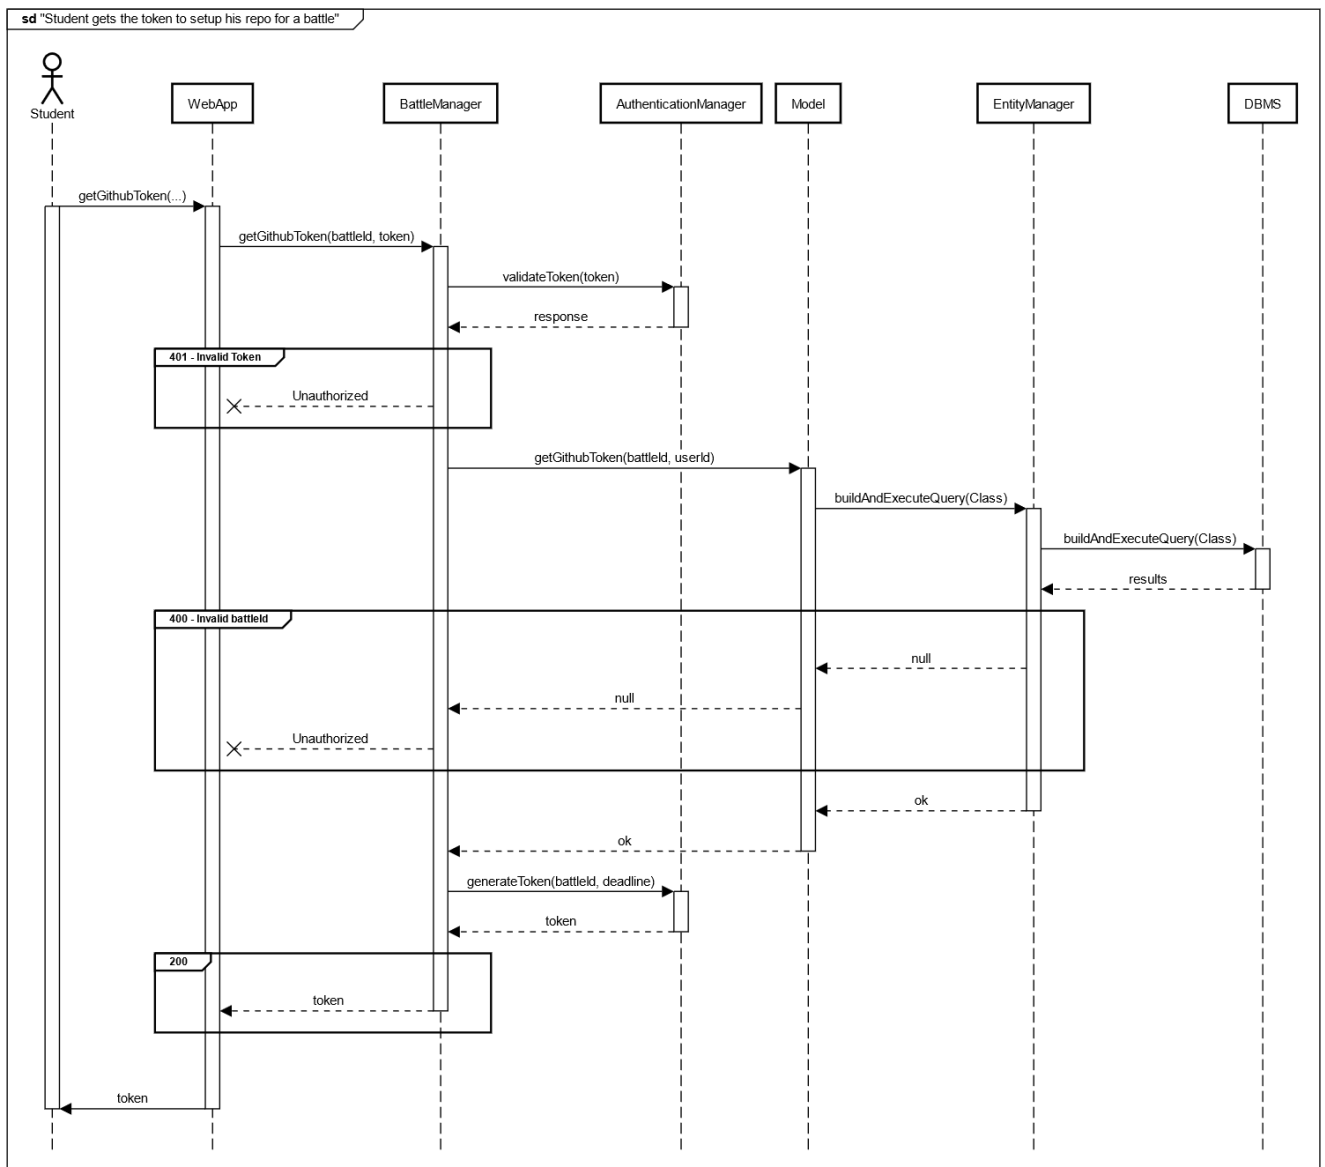 sd "Student gets the token to setup his repo for a battle"
Student
WebApp
BattleManager
AuthenticationManager
Model
EntityManager
DBMS
getGithubToken(...)
getGithubToken(battleId, token)
validateToken(token)
response
401 - Invalid Token
Unauthorized
getGithubToken(battleId, userId)
buildAndExecuteQuery(Class)
buildAndExecuteQuery(Class)
results
400 - Invalid battleId
null
null
Unauthorized
ok
ok
generateToken(battleId, deadline)
token
200
token
token